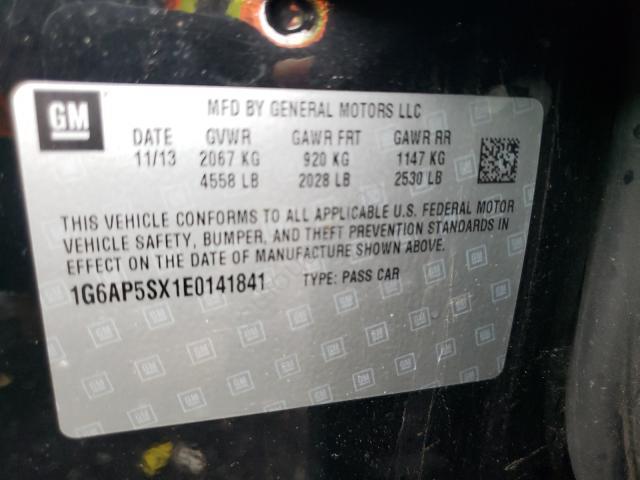 GM
MFD BY GENERAL MOTORS LLC
DATE GVWR GAWR FRT GAWR RR
11/13 2067 KG 920 KG 1147 KG
4558 LB 2028 LB 2530 LB
THIS VEHICLE CONFORMS TO ALL APPLICABLE U.S. FEDERAL MOTOR
VEHICLE SAFETY, BUMPER, AND THEFT PREVENTION STANDARDS IN
EFFECT ON THE DATE OF MANUFACTURE SHOWN ABOVE.
1G6AP5SX1E0141841 TYPE: PASS CAR